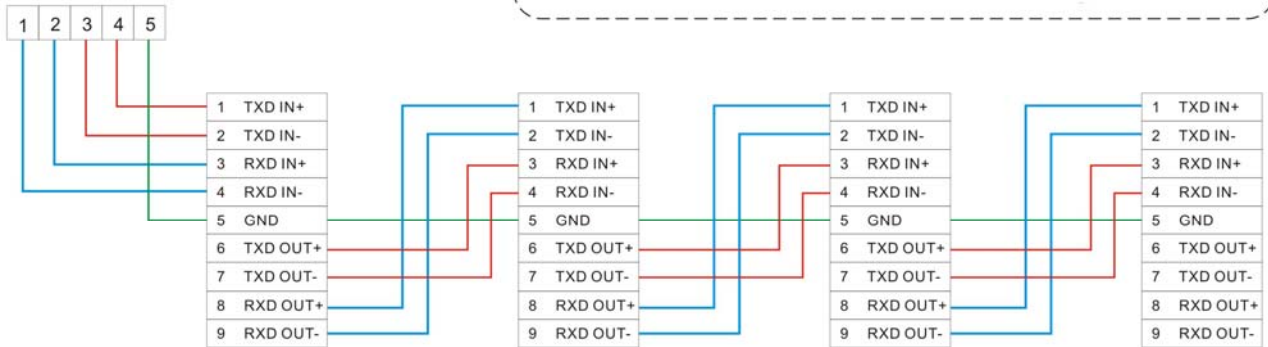 1 2 3 4 5
1 TXD IN+ 1 TXD IN+ 1 TXD IN+ 1 TXD IN+
2 TXD IN- 2 TXD IN- 2 TXD IN- 2 TXD IN-
3 RXD IN+ 3 RXD IN+ 3 RXD IN+ 3 RXD IN+
4 RXD IN- 4 RXD IN- 4 RXD IN- 4 RXD IN-
5 GND 5 GND 5 GND 5 GND
6 TXD OUT+ 6 TXD OUT+ 6 TXD OUT+ 6 TXD OUT+
7 TXD OUT- 7 TXD OUT- 7 TXD OUT- 7 TXD OUT-
8 RXD OUT+ 8 RXD OUT+ 8 RXD OUT+ 8 RXD OUT+
9 RXD OUT- 9 RXD OUT- 9 RXD OUT- 9 RXD OUT-